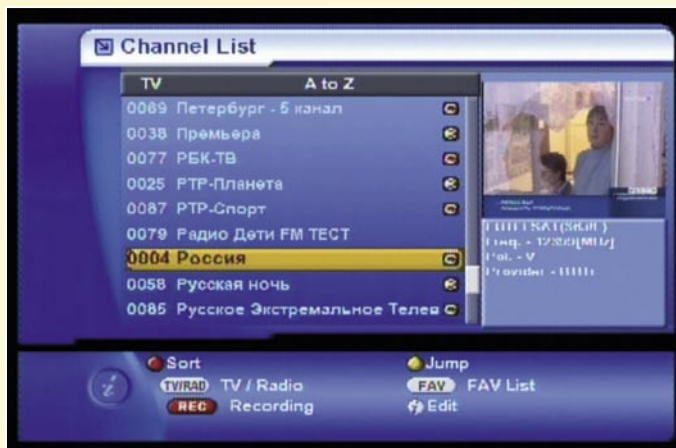 Channel List
TV A to Z
0069 Петербург - 5 канал
0038 Премьера
0077 РБК-ТВ
0025 РТР-Планета
0087 РТР-Спорт
0079 Радио Дети FM ТЕСТ
0004 Россия
0058 Русская ночь
0085 Русское Экстремальное Телев
Pol. - V
Provider -
Sort
Jump
TV/RAD TV / Radio
FAV FAV List
REC Recording
Edit